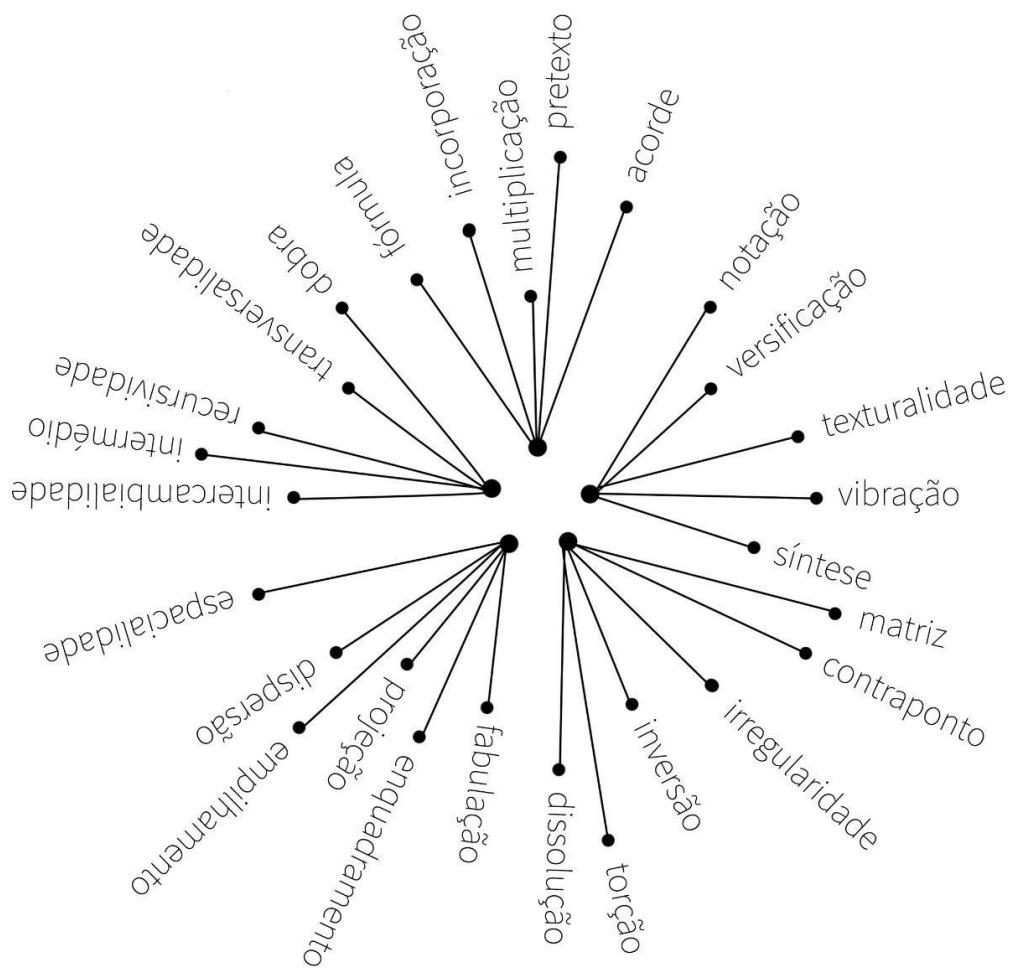 pretexto
acorde
notação
versificação
texturalidade
vibração
síntese
matriz
contraponto
irregularidade
inversão
torção
dissolução
fabulação
enquadramento
projeção
empilhamento
dispersão
espacialidade
intercambialidade
intermédio
recursividade
transversalidade
dobra
fórmula
incorporação
multiplicação